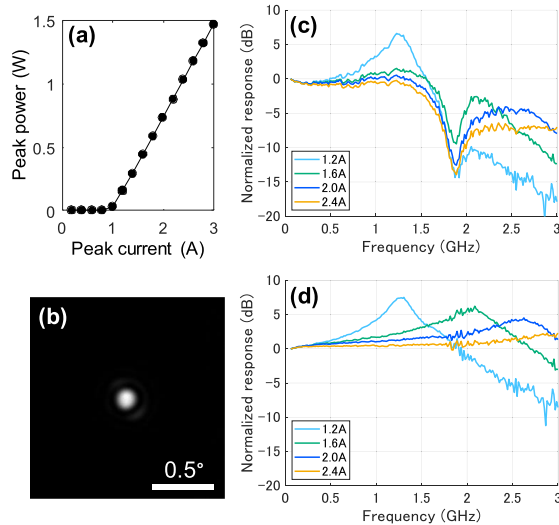 (a)
Peak power (W)
1.5
1
0.5
0
0 1 2 3
Peak current (A)
(b)
0.5°
(c)
Normalized response (dB)
10
5
0
-5
-10
-15
-20
0 0.5 1 1.5 2 2.5 3
Frequency (GHz)
1.2A
1.6A
2.0A
2.4A
(d)
Normalized response (dB)
10
5
0
-5
-10
-15
-20
0 0.5 1 1.5 2 2.5 3
Frequency (GHz)
1.2A
1.6A
2.0A
2.4A